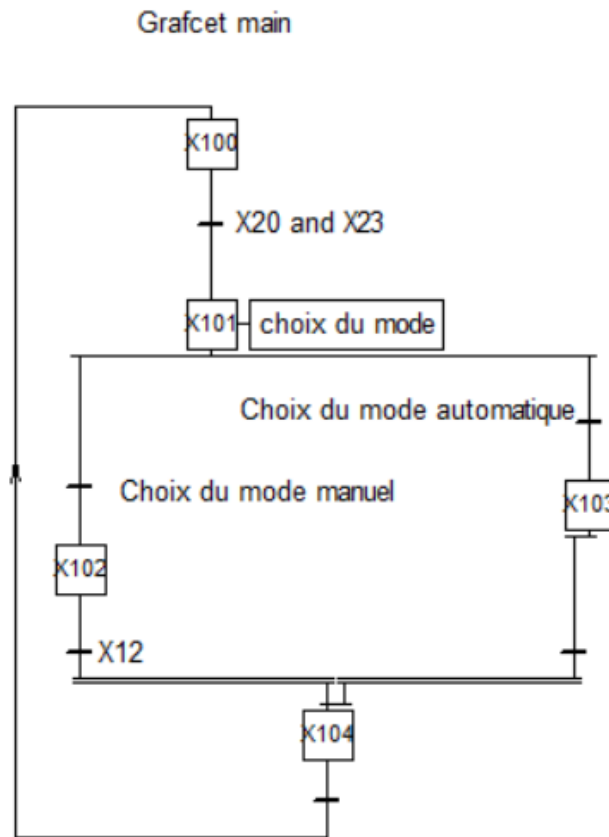 Grafcet main
X100
X20 and X23
X101
choix du mode
Choix du mode automatique
Choix du mode manuel
X103
X102
X12
X104